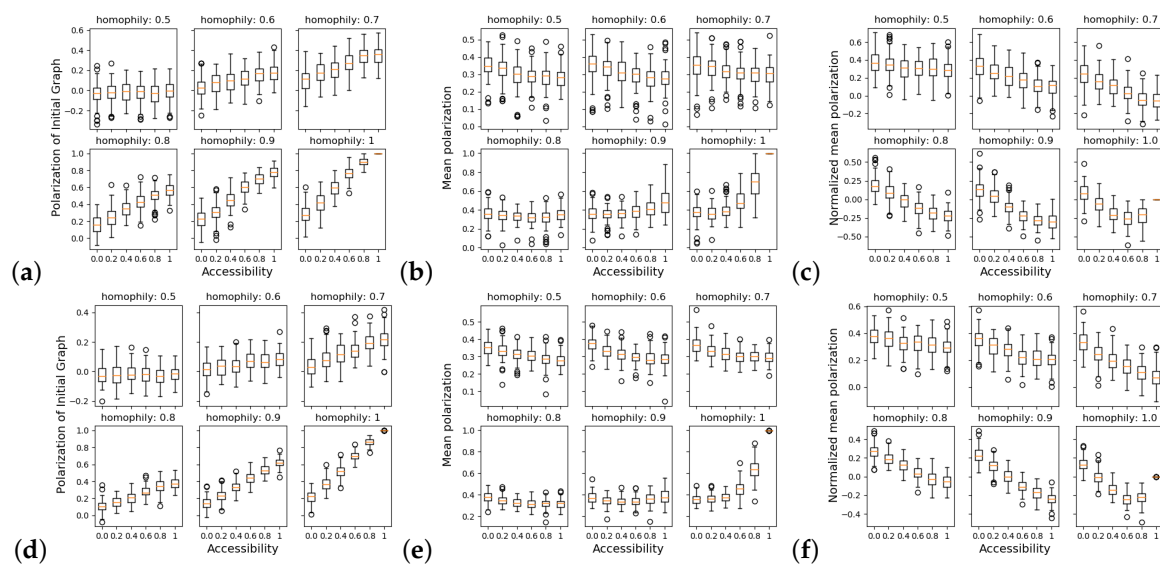 homophily: 0.5 homophily: 0.6 homophily: 0.7
0.6
0.4
0.2
0.0
−0.2
homophily: 0.8 homophily: 0.9 homophily: 1
1.0
0.8
0.6
0.4
0.2
0.0
0.0 0.2 0.4 0.6 0.8 1 0.0 0.2 0.4 0.6 0.8 1 0.0 0.2 0.4 0.6 0.8 1
Polarization of Initial Graph
Accessibility
(a)
homophily: 0.5 homophily: 0.6 homophily: 0.7
0.5
0.4
0.3
0.2
0.1
0.0
homophily: 0.8 homophily: 0.9 homophily: 1
1.0
0.8
0.6
0.4
0.2
0.0
0.0 0.2 0.4 0.6 0.8 1 0.0 0.2 0.4 0.6 0.8 1 0.0 0.2 0.4 0.6 0.8 1
Mean polarization
Accessibility
(b)
homophily: 0.5 homophily: 0.6 homophily: 0.7
0.6
0.4
0.2
0.0
−0.2
homophily: 0.8 homophily: 0.9 homophily: 1.0
0.50
0.25
0.00
−0.25
−0.50
0.0 0.2 0.4 0.6 0.8 1 0.0 0.2 0.4 0.6 0.8 1 0.0 0.2 0.4 0.6 0.8 1
Normalized mean polarization
Accessibility
(c)
homophily: 0.5 homophily: 0.6 homophily: 0.7
0.4
0.2
0.0
−0.2
homophily: 0.8 homophily: 0.9 homophily: 1
1.0
0.8
0.6
0.4
0.2
0.0
0.0 0.2 0.4 0.6 0.8 1 0.0 0.2 0.4 0.6 0.8 1 0.0 0.2 0.4 0.6 0.8 1
Polarization of Initial Graph
Accessibility
(d)
homophily: 0.5 homophily: 0.6 homophily: 0.7
0.5
0.4
0.3
0.2
0.1
homophily: 0.8 homophily: 0.9 homophily: 1
1.0
0.8
0.6
0.4
0.2
0.0 0.2 0.4 0.6 0.8 1 0.0 0.2 0.4 0.6 0.8 1 0.0 0.2 0.4 0.6 0.8 1
Mean polarization
Accessibility
(e)
homophily: 0.5 homophily: 0.6 homophily: 0.7
0.6
0.4
0.2
0.0
homophily: 0.8 homophily: 0.9 homophily: 1.0
0.4
0.2
0.0
−0.2
−0.4
0.0 0.2 0.4 0.6 0.8 1 0.0 0.2 0.4 0.6 0.8 1 0.0 0.2 0.4 0.6 0.8 1
Normalized mean polarization
Accessibility
(f)